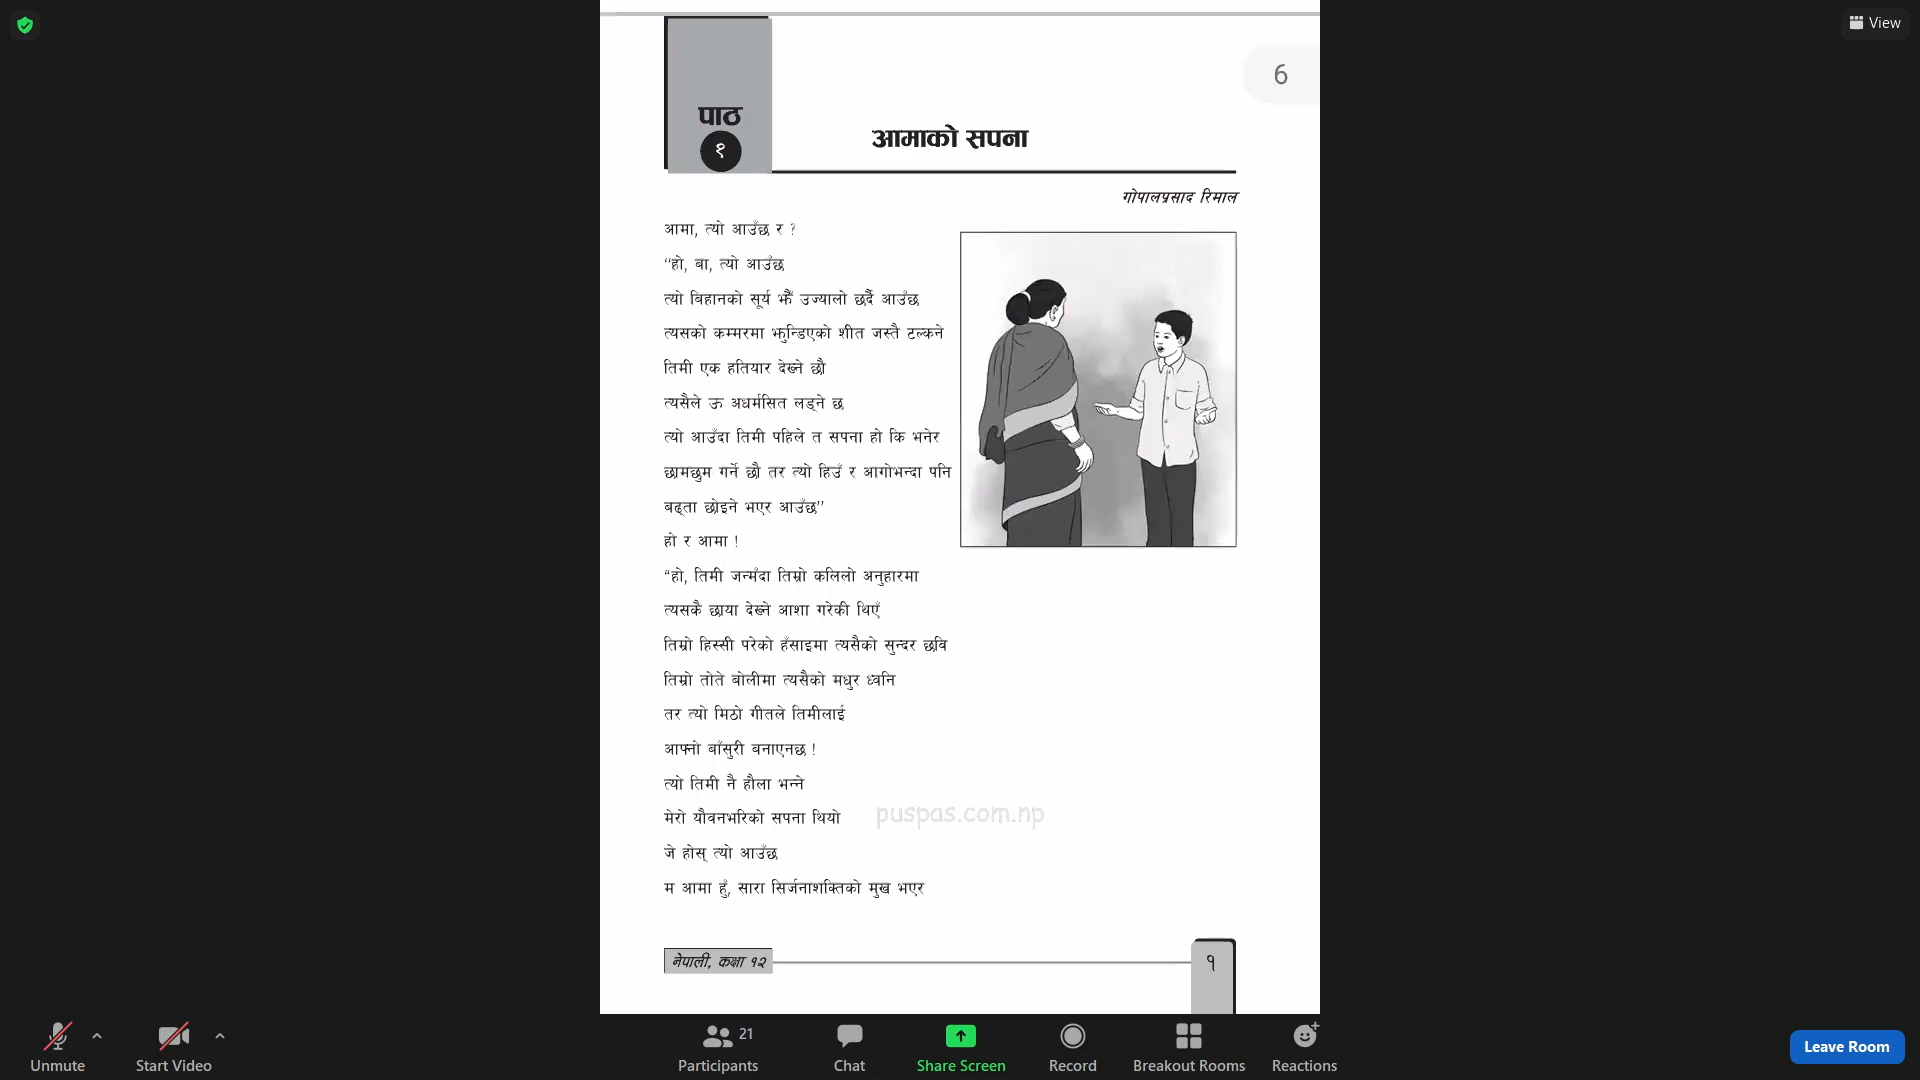 View
6
पाठ
१
आमाको सपना
गोपालप्रसाद रिमाल
आमा, त्यो आउँछ र ?
“हो, बा, त्यो आउँछ
त्यो बिहानको सूर्य झैँ उज्यालो छर्दै आउँछ
त्यसको कम्मरमा झुन्डिएको शीत जस्तै टल्कने
तिमी एक हतियार देख्ने छौ
त्यसैले ऊ अधर्मसित लड्ने छ
त्यो आउँदा तिमी पहिले त सपना हो कि भनेर
छामछुम गर्ने छौ तर त्यो हिउँ र आगोभन्दा पनि
बढ्ता छोइने भएर आउँछ”
हो र आमा !
“हो, तिमी जन्मँदा तिम्रो कलिलो अनुहारमा
त्यसकै छाया देख्ने आशा गरेकी थिएँ
तिम्रो हिस्सी परेको हँसाइमा त्यसैको सुन्दर छवि
तिम्रो तोते बोलीमा त्यसैको मधुर ध्वनि
तर त्यो मिठो गीतले तिमीलाई
आफ्नो बाँसुरी बनाएनछ !
त्यो तिमी नै हौला भन्ने
मेरो यौवनभरिको सपना थियो
puspas.com.np
जे होस् त्यो आउँछ
म आमा हुँ, सारा सिर्जनाशक्तिको मुख भएर
नेपाली, कक्षा १२
१
Unmute
Start Video
Participants 21
Chat
Share Screen
Record
Breakout Rooms
Reactions
Leave Room